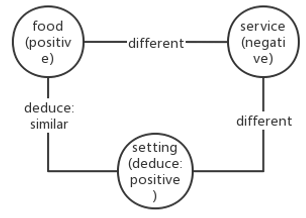 food
(positiv
e)
different
service
(negati
ve)
deduce:
similar
different
setting
(deduce:
positive
)